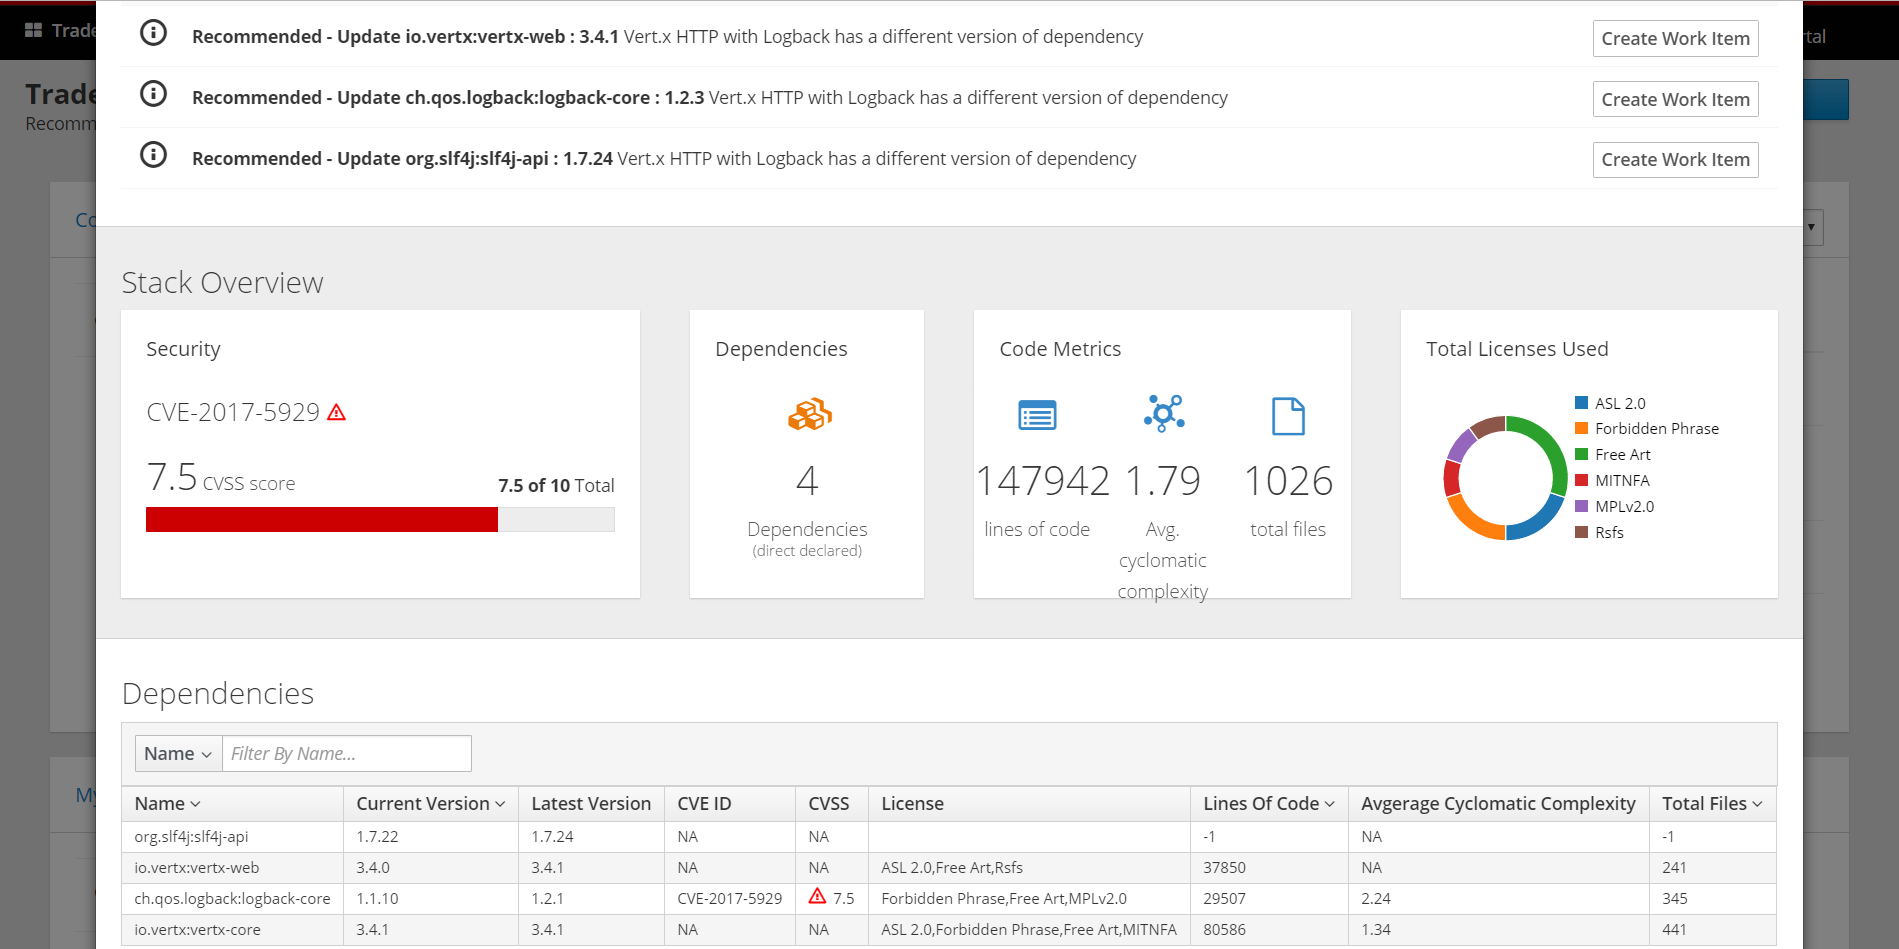 Trade
rtal
Trade
Recomm
Recommended - Update io.vertx:vertx-web : 3.4.1 Vert.x HTTP with Logback has a different version of dependency
Create Work Item
Recommended - Update ch.qos.logback:logback-core : 1.2.3 Vert.x HTTP with Logback has a different version of dependency
Create Work Item
Recommended - Update org.slf4j:slf4j-api : 1.7.24 Vert.x HTTP with Logback has a different version of dependency
Create Work Item
Co
Stack Overview
Security
CVE-2017-5929
7.5 CVSS score
7.5 of 10 Total
Dependencies
4
Dependencies
(direct declared)
Code Metrics
147942
lines of code
1.79
Avg.
cyclomatic
complexity
1026
total files
Total Licenses Used
ASL 2.0
Forbidden Phrase
Free Art
MITNFA
MPLv2.0
Rsfs
My
Dependencies
Name Filter By Name...
Name Current Version Latest Version CVE ID CVSS License Lines Of Code Avgerage Cyclomatic Complexity Total Files
org.slf4j:slf4j-api 1.7.22 1.7.24 NA NA -1 NA -1
io.vertx:vertx-web 3.4.0 3.4.1 NA NA ASL 2.0,Free Art,Rsfs 37850 NA 241
ch.qos.logback:logback-core 1.1.10 1.2.1 CVE-2017-5929 7.5 Forbidden Phrase,Free Art,MPLv2.0 29507 2.24 345
io.vertx:vertx-core 3.4.1 3.4.1 NA NA ASL 2.0,Forbidden Phrase,Free Art,MITNFA 80586 1.34 441